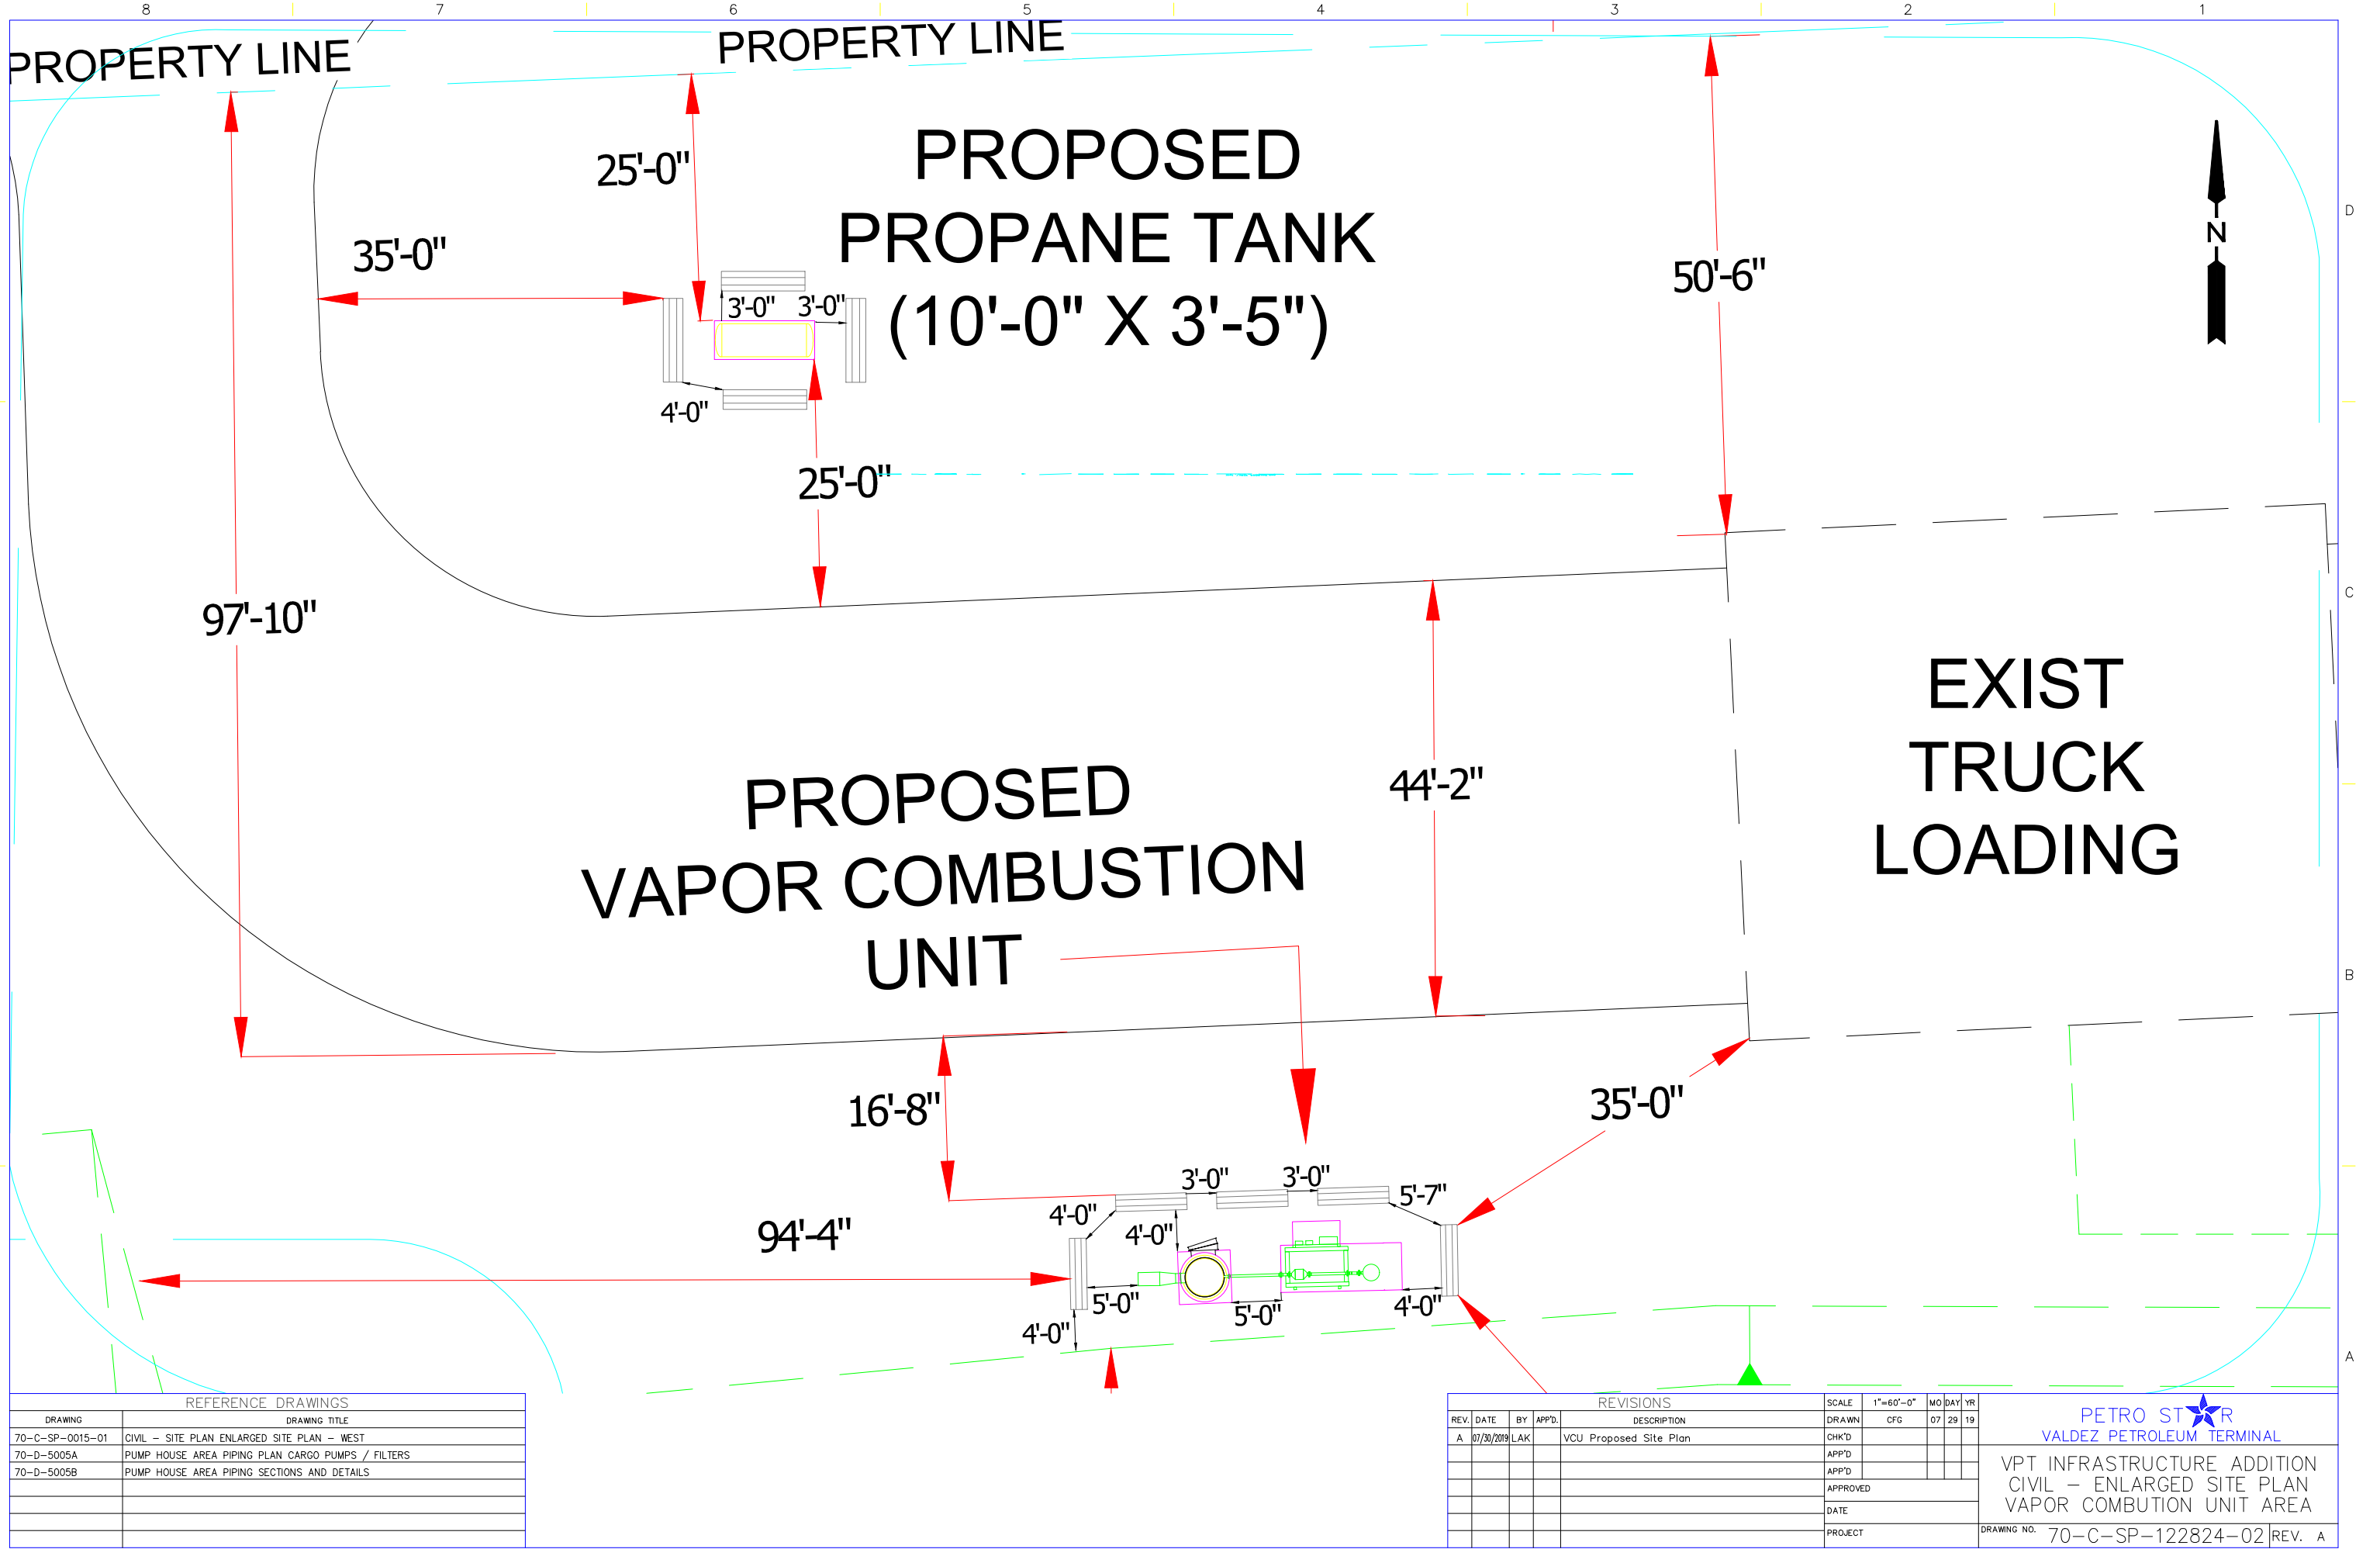 8 7 6 5 4 3 2 1
PROPERTY LINE
PROPERTY LINE
25'-0"
PROPOSED
PROPANE TANK
(10'-0" X 3'-5")
35'-0"
50'-6"
N
D
3'-0" 3'-0"
4'-0"
25'-0"
97'-10"
C
EXIST
TRUCK
LOADING
44'-2"
PROPOSED
VAPOR COMBUSTION
UNIT
B
16'-8"
35'-0"
3'-0" 3'-0"
5'-7"
4'-0"
4'-0"
94'-4"
5'-0"
5'-0"
4'-0"
4'-0"
A
REFERENCE DRAWINGS
DRAWING DRAWING TITLE
70-C-SP-0015-01 CIVIL - SITE PLAN ENLARGED SITE PLAN - WEST
70-D-5005A PUMP HOUSE AREA PIPING PLAN CARGO PUMPS / FILTERS
70-D-5005B PUMP HOUSE AREA PIPING SECTIONS AND DETAILS
REVISIONS
REV. DATE BY APP'D. DESCRIPTION
A 07/30/2019 LAK VCU Proposed Site Plan
SCALE 1"=60'-0" MO DAY YR
DRAWN CFG 07 29 19
CHK'D
APP'D
APP'D
APPROVED
DATE
PROJECT
PETRO ST★R
VALDEZ PETROLEUM TERMINAL
VPT INFRASTRUCTURE ADDITION
CIVIL - ENLARGED SITE PLAN
VAPOR COMBUTION UNIT AREA
DRAWING NO. 70-C-SP-122824-02 REV. A